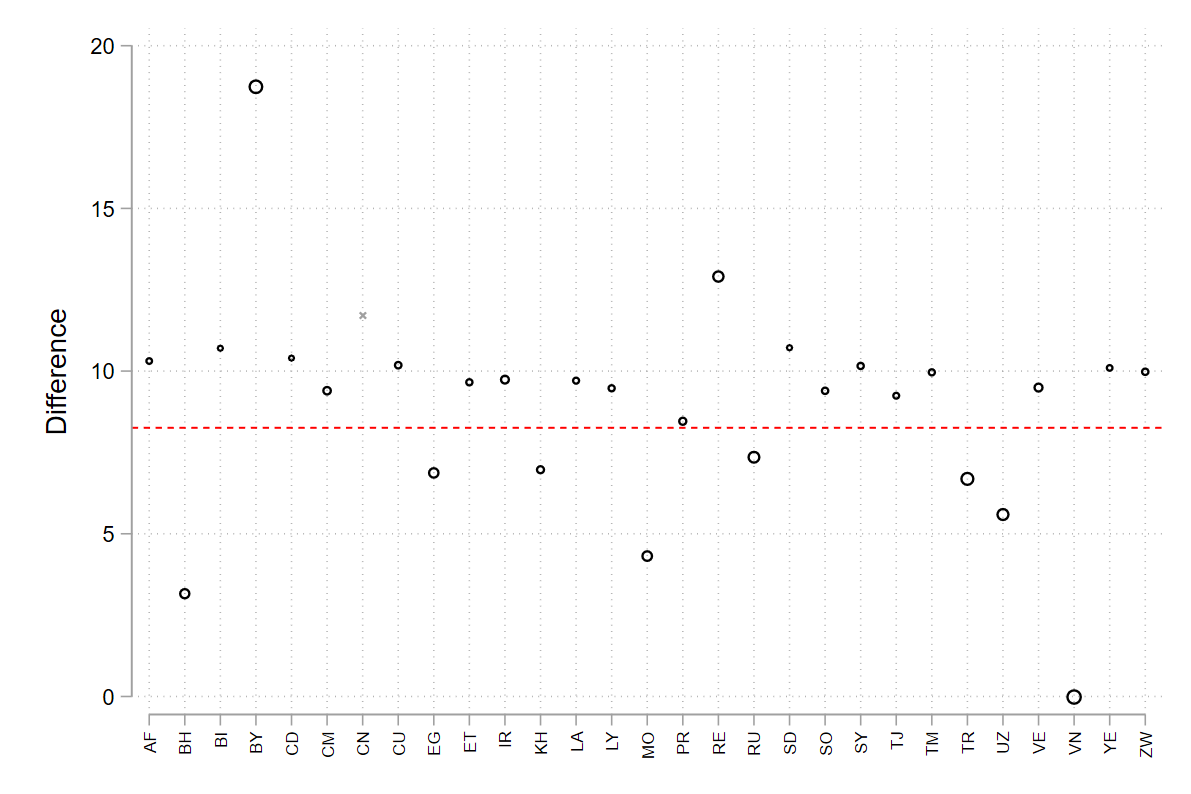 Difference
20
15
10
5
0
AF BH BI BY CD CM CN CU EG ET IR KH LA LY MO PR RE RU SD SO SY TJ TM TR UZ VE VN YE ZW